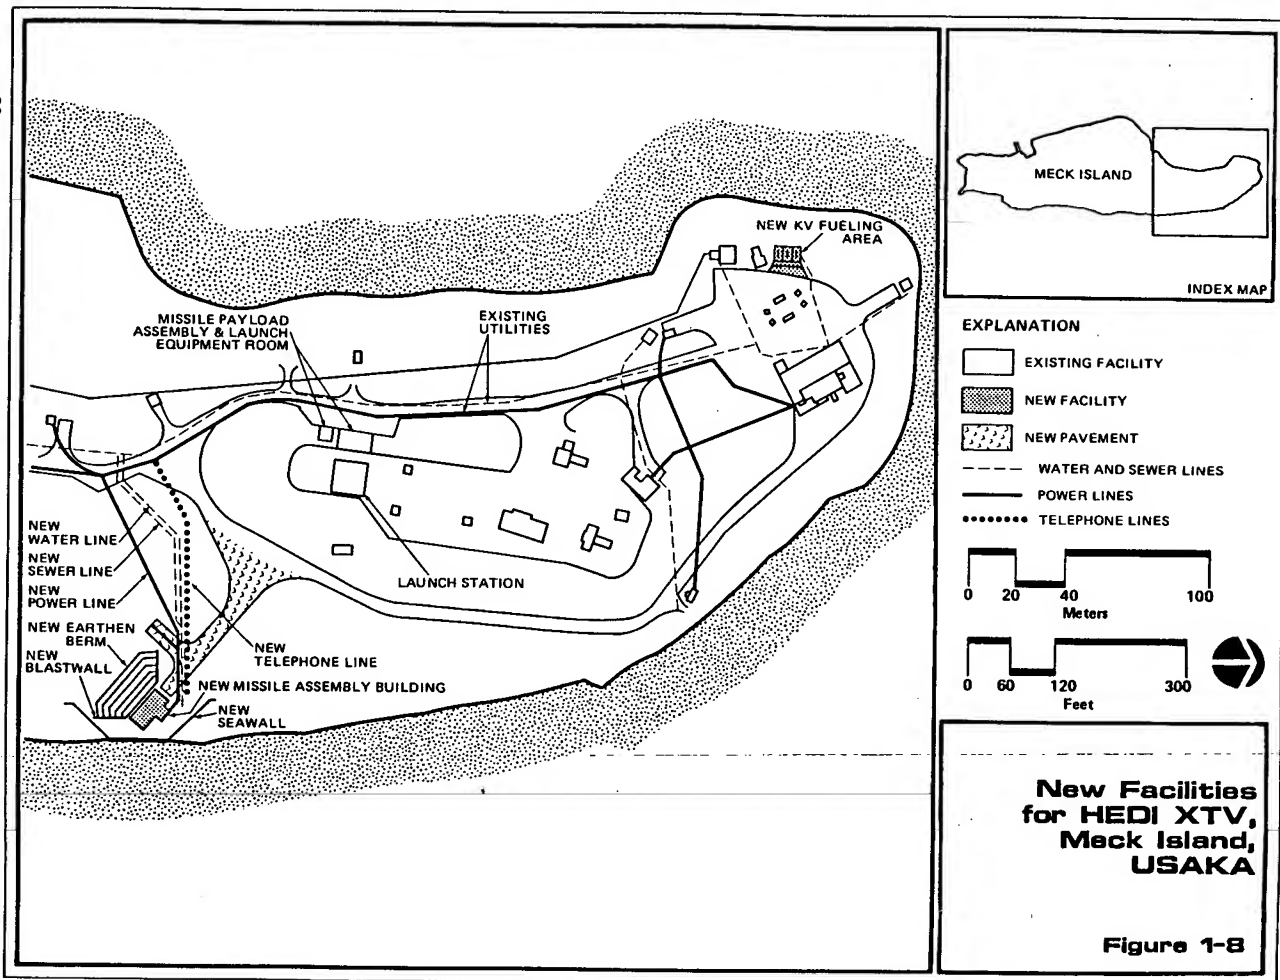 NEW KV FUELING
AREA
MISSILE PAYLOAD
ASSEMBLY & LAUNCH
EQUIPMENT ROOM
EXISTING
UTILITIES
NEW
WATER LINE
NEW
SEWER LINE
NEW
POWER LINE
NEW EARTHEN
BERM
NEW
BLASTWALL
LAUNCH STATION
NEW
TELEPHONE LINE
NEW MISSILE ASSEMBLY BUILDING
NEW
SEAWALL
MECK ISLAND
INDEX MAP
EXPLANATION
EXISTING FACILITY
NEW FACILITY
NEW PAVEMENT
WATER AND SEWER LINES
POWER LINES
TELEPHONE LINES
0 20 40 100
Meters
0 60 120 300
Feet
New Facilities
for HEDI XTV,
Meck Island,
USAKA
Figure 1-8